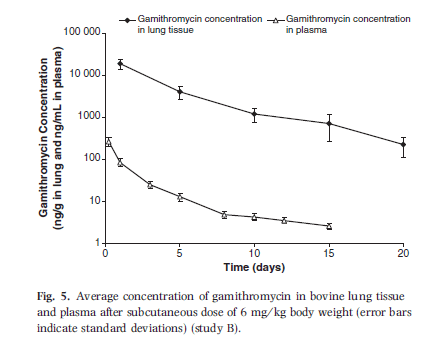 Gamithromycin concentration in lung tissue
Gamithromycin concentration in plasma
100 000
10 000
1000
100
10
1
Gamithromycin Concentration
(ng/g in lung and ng/mL in plasma)
0 5 10 15 20
Time (days)
Fig. 5. Average concentration of gamithromycin in bovine lung tissue
and plasma after subcutaneous dose of 6 mg/kg body weight (error bars
indicate standard deviations) (study B).